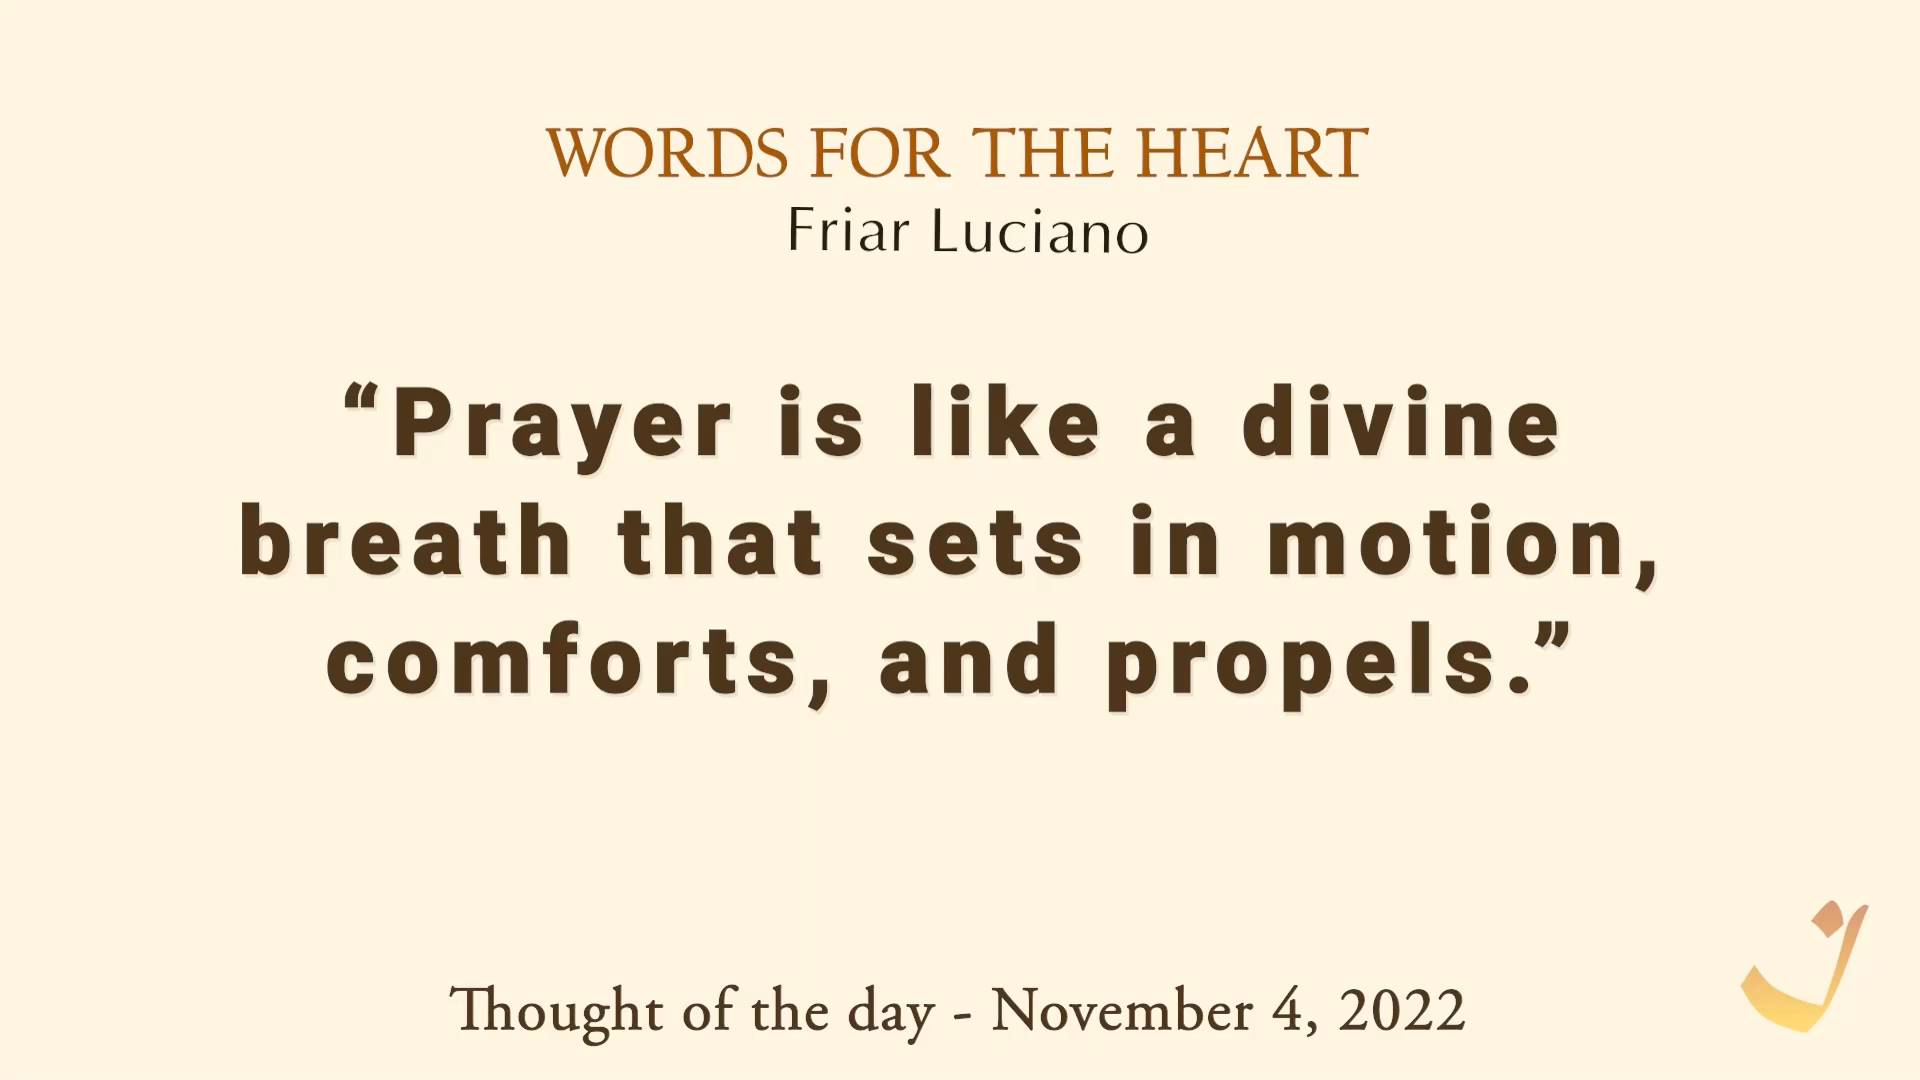 WORDS FOR THE HEART
Friar Luciano
“Prayer is like a divine
breath that sets in motion,
comforts, and propels.”
Thought of the day - November 4, 2022